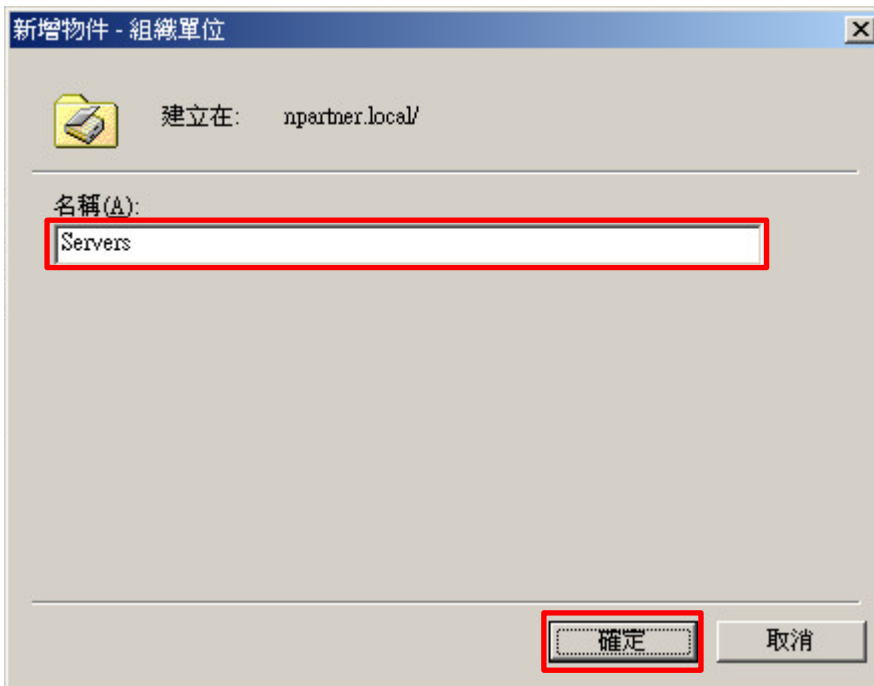 新增物件 - 組織單位
建立在: npartner.local/
名稱(A):
Servers
確定 取消